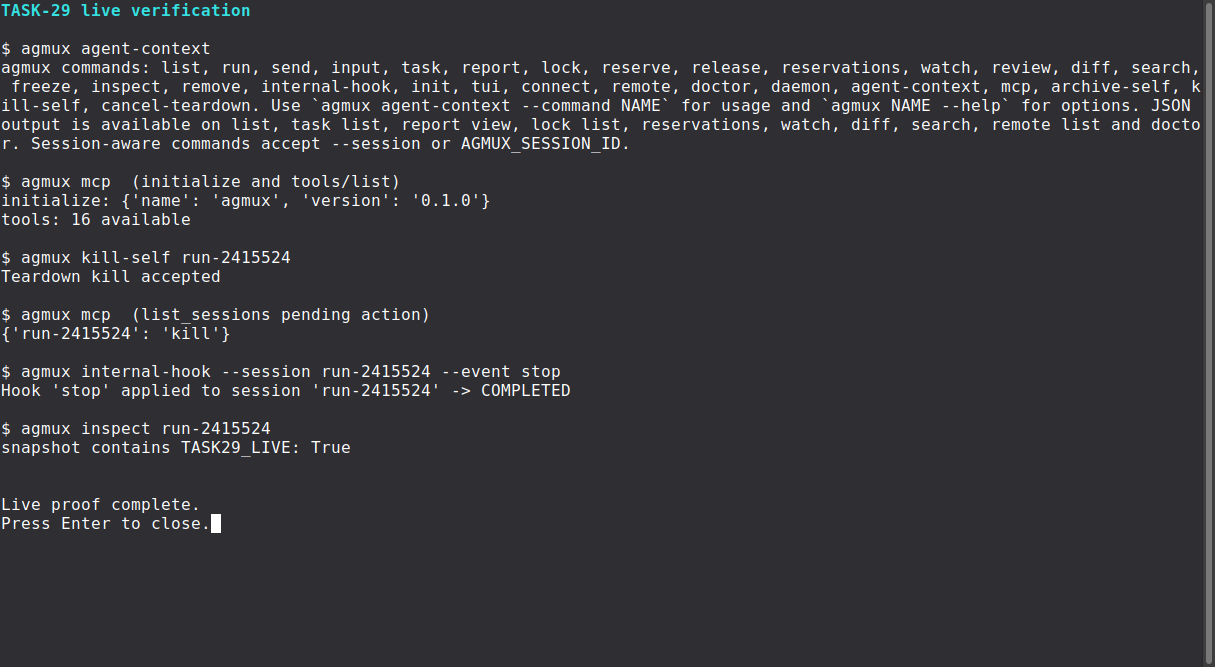 TASK-29 live verification
$ agmux agent-context
agmux commands: list, run, send, input, task, report, lock, reserve, release, reservations, watch, review, diff, search,
 freeze, inspect, remove, internal-hook, init, tui, connect, remote, doctor, daemon, agent-context, mcp, archive-self, k
ill-self, cancel-teardown. Use `agmux agent-context --command NAME` for usage and `agmux NAME --help` for options. JSON
output is available on list, task list, report view, lock list, reservations, watch, diff, search, remote list and docto
r. Session-aware commands accept --session or AGMUX_SESSION_ID.
$ agmux mcp  (initialize and tools/list)
initialize: {'name': 'agmux', 'version': '0.1.0'}
tools: 16 available
$ agmux kill-self run-2415524
Teardown kill accepted
$ agmux mcp  (list_sessions pending action)
{'run-2415524': 'kill'}
$ agmux internal-hook --session run-2415524 --event stop
Hook 'stop' applied to session 'run-2415524' -> COMPLETED
$ agmux inspect run-2415524
snapshot contains TASK29_LIVE: True
Live proof complete.
Press Enter to close.